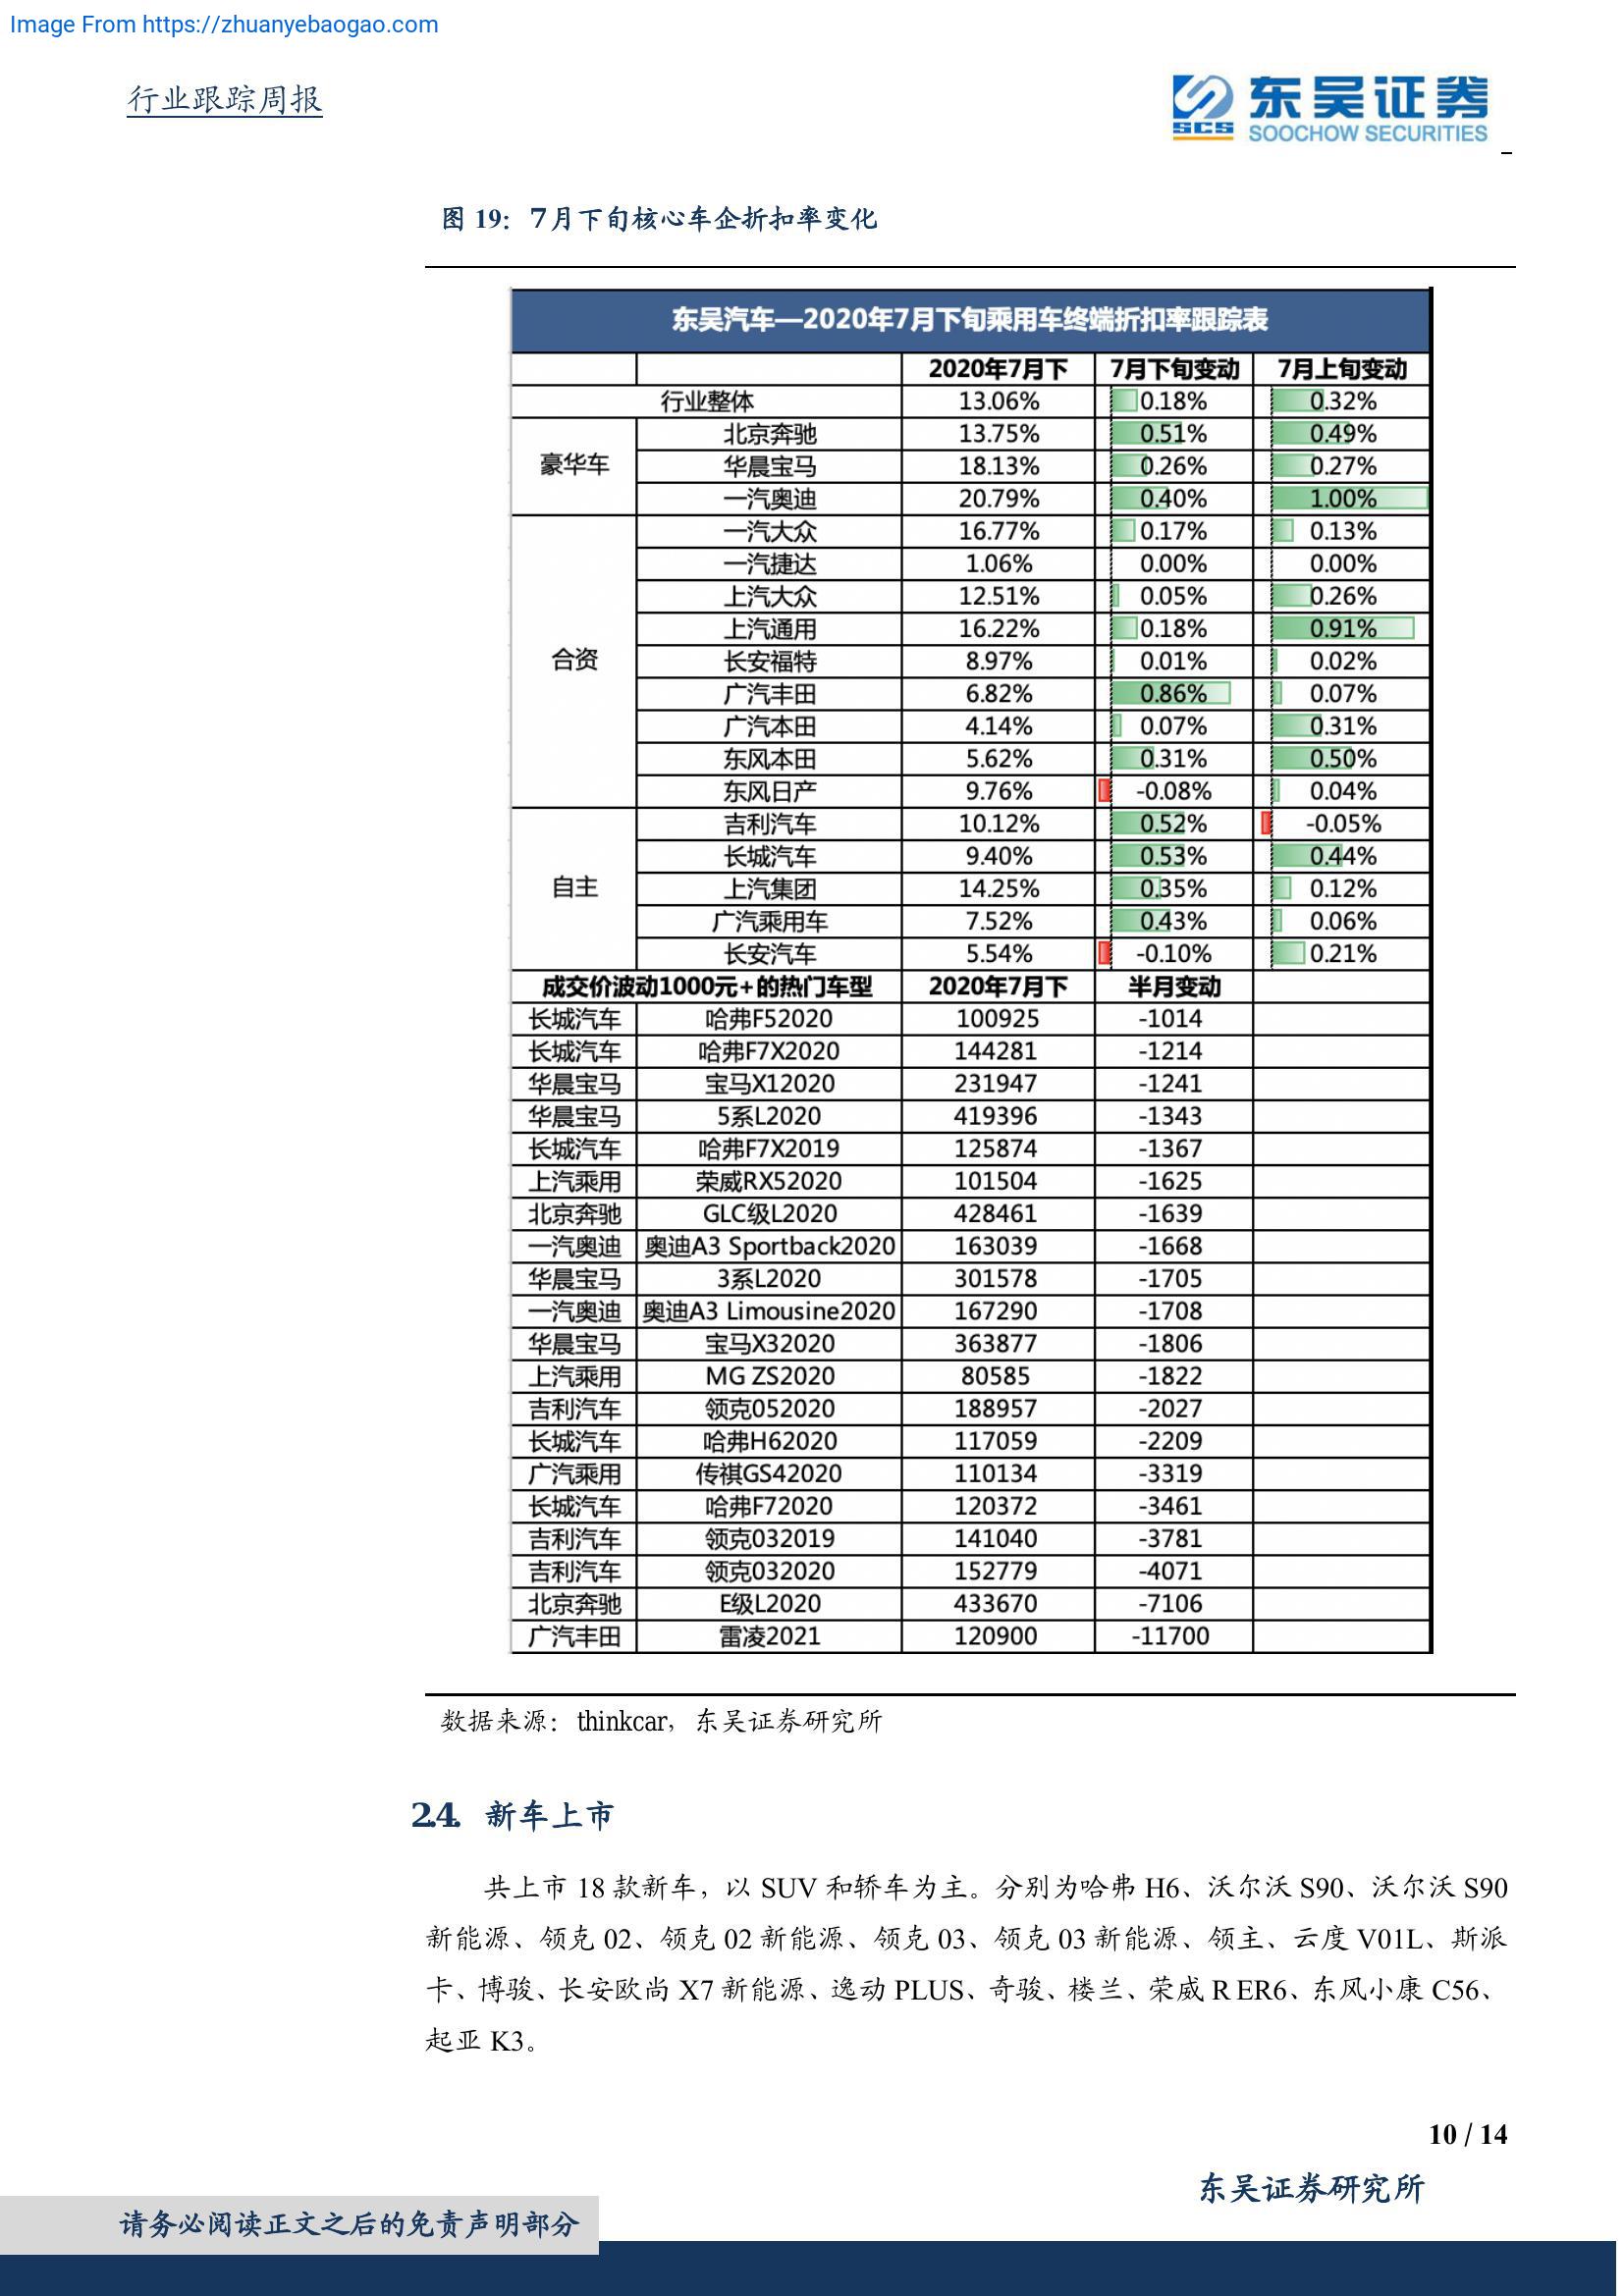 Image From https://zhuanyebaogao.com
行业跟踪周报
东吴证券
SCS SOOCHOW SECURITIES
图 19：7月下旬核心车企折扣率变化
东吴汽车—2020年7月下旬乘用车终端折扣率跟踪表
2020年7月下 7月下旬变动 7月上旬变动
行业整体 13.06% 0.18% 0.32%
北京奔驰 13.75% 0.51% 0.49%
豪华车 华晨宝马 18.13% 0.26% 0.27%
一汽奥迪 20.79% 0.40% 1.00%
一汽大众 16.77% 0.17% 0.13%
一汽捷达 1.06% 0.00% 0.00%
上汽大众 12.51% 0.05% 0.26%
上汽通用 16.22% 0.18% 0.91%
合资 长安福特 8.97% 0.01% 0.02%
广汽丰田 6.82% 0.86% 0.07%
广汽本田 4.14% 0.07% 0.31%
东风本田 5.62% 0.31% 0.50%
东风日产 9.76% -0.08% 0.04%
吉利汽车 10.12% 0.52% -0.05%
长城汽车 9.40% 0.53% 0.44%
自主 上汽集团 14.25% 0.35% 0.12%
广汽乘用车 7.52% 0.43% 0.06%
长安汽车 5.54% -0.10% 0.21%
成交价波动1000元+的热门车型 2020年7月下 半月变动
长城汽车 哈弗F52020 100925 -1014
长城汽车 哈弗F7X2020 144281 -1214
华晨宝马 宝马X12020 231947 -1241
华晨宝马 5系L2020 419396 -1343
长城汽车 哈弗F7X2019 125874 -1367
上汽乘用 荣威RX52020 101504 -1625
北京奔驰 GLC级L2020 428461 -1639
一汽奥迪 奥迪A3 Sportback2020 163039 -1668
华晨宝马 3系L2020 301578 -1705
一汽奥迪 奥迪A3 Limousine2020 167290 -1708
华晨宝马 宝马X32020 363877 -1806
上汽乘用 MG ZS2020 80585 -1822
吉利汽车 领克052020 188957 -2027
长城汽车 哈弗H62020 117059 -2209
广汽乘用 传祺GS42020 110134 -3319
长城汽车 哈弗F72020 120372 -3461
吉利汽车 领克032019 141040 -3781
吉利汽车 领克032020 152779 -4071
北京奔驰 E级L2020 433670 -7106
广汽丰田 雷凌2021 120900 -11700
数据来源：thinkcar，东吴证券研究所
2.4. 新车上市
共上市 18 款新车，以 SUV 和轿车为主。分别为哈弗 H6、沃尔沃 S90、沃尔沃 S90
新能源、领克 02、领克 02 新能源、领克 03、领克 03 新能源、领主、云度 V01L、斯派
卡、博骏、长安欧尚 X7 新能源、逸动 PLUS、奇骏、楼兰、荣威 R ER6、东风小康 C56、
起亚 K3。
10 / 14
东吴证券研究所
请务必阅读正文之后的免责声明部分